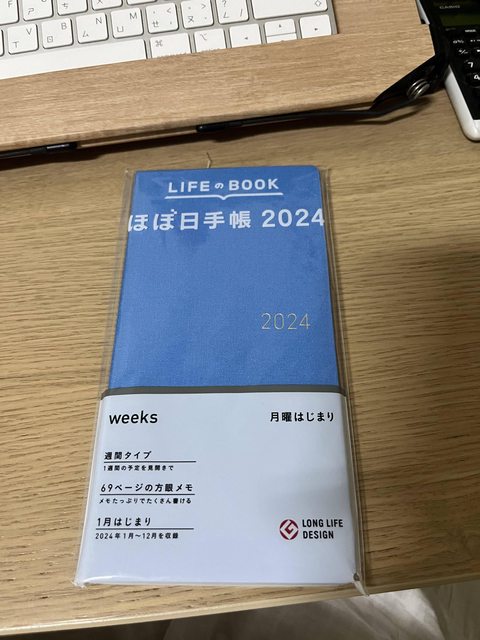 CASIO
LIFEのBOOK
ほぼ日手帳 2024
2024
weeks
月曜はじまり
週間タイプ
1週間の予定を見開きで
69ページの方眼メモ
メモたっぷりでたくさん書ける
1月はじまり
2024年1月〜12月を収録
LONG LIFE
DESIGN